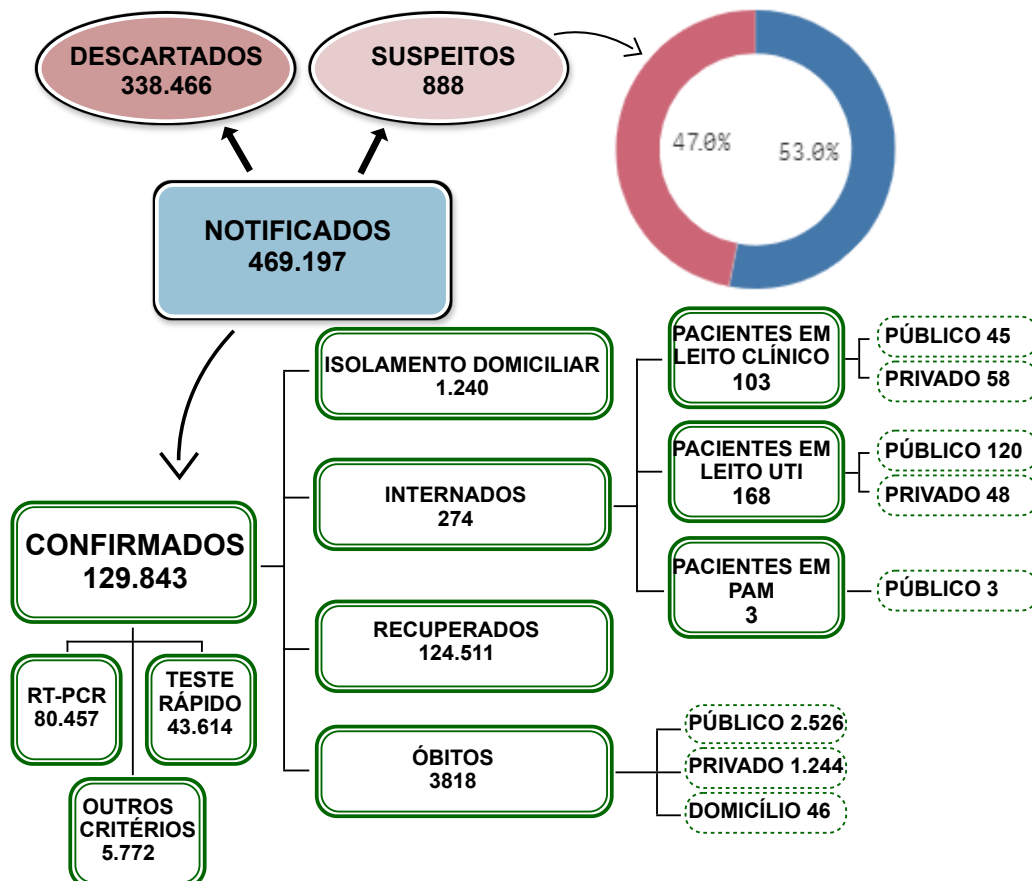 DESCARTADOS
338.466
SUSPEITOS
888
47.0%
53.0%
NOTIFICADOS
469.197
CONFIRMADOS
129.843
RT-PCR
80.457
TESTE
RÁPIDO
43.614
OUTROS
CRITÉRIOS
5.772
ISOLAMENTO DOMICILIAR
1.240
INTERNADOS
274
PACIENTES EM
LEITO CLÍNICO
103
PÚBLICO 45
PRIVADO 58
PACIENTES EM
LEITO UTI
168
PÚBLICO 120
PRIVADO 48
PACIENTES EM
PAM
3
PÚBLICO 3
RECUPERADOS
124.511
ÓBITOS
3818
PÚBLICO 2.526
PRIVADO 1.244
DOMICÍLIO 46